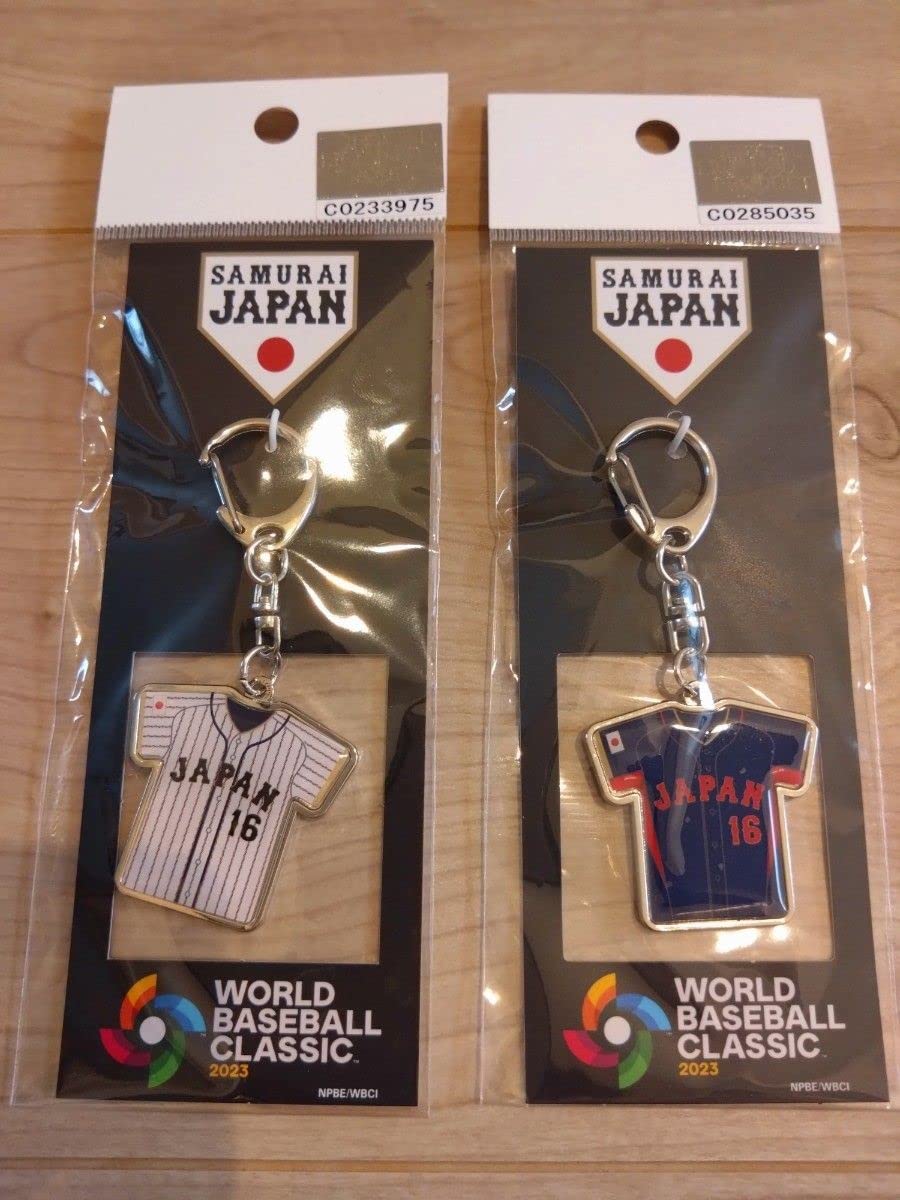 C0233975
SAMURAI
JAPAN
JAPAN
16
WORLD
BASEBALL
CLASSIC
2023
NPBE/WBCI
C0285035
SAMURAI
JAPAN
JAPAN
16
WORLD
BASEBALL
CLASSIC
2023
NPBE/WBCI